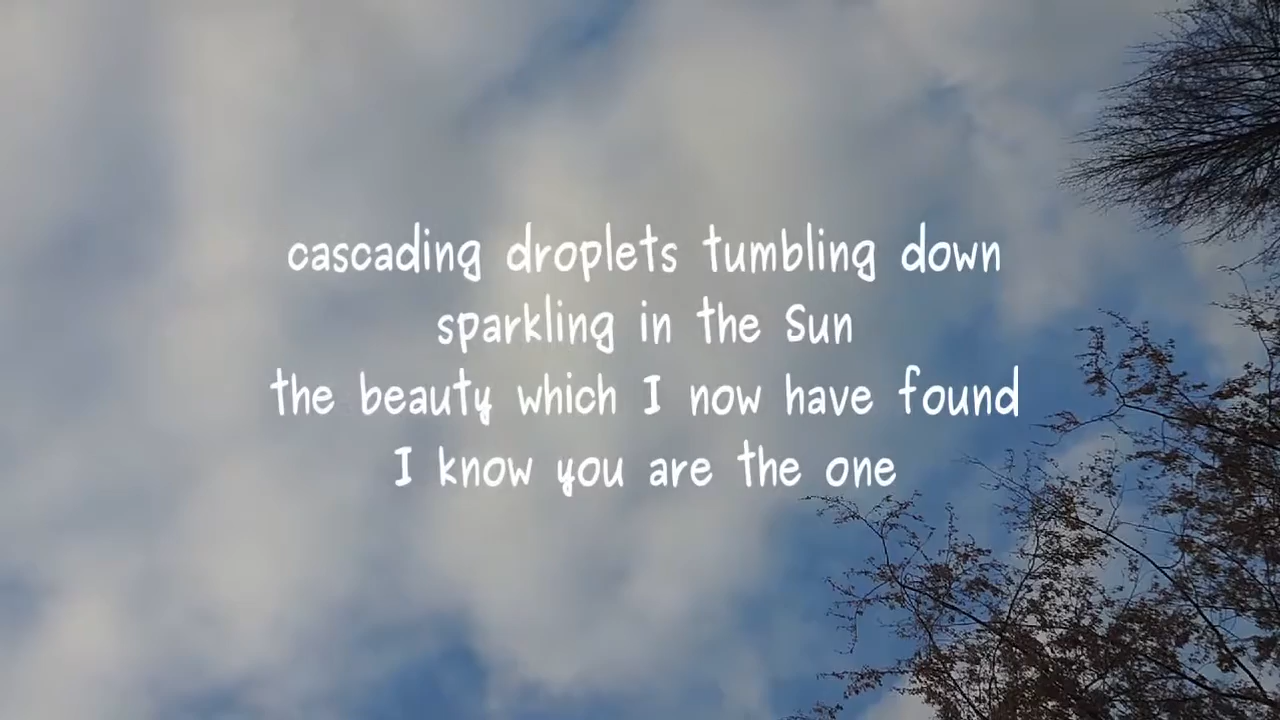 cascading droplets tumbling down
sparkling in the Sun
the beauty which I now have found
I know you are the one